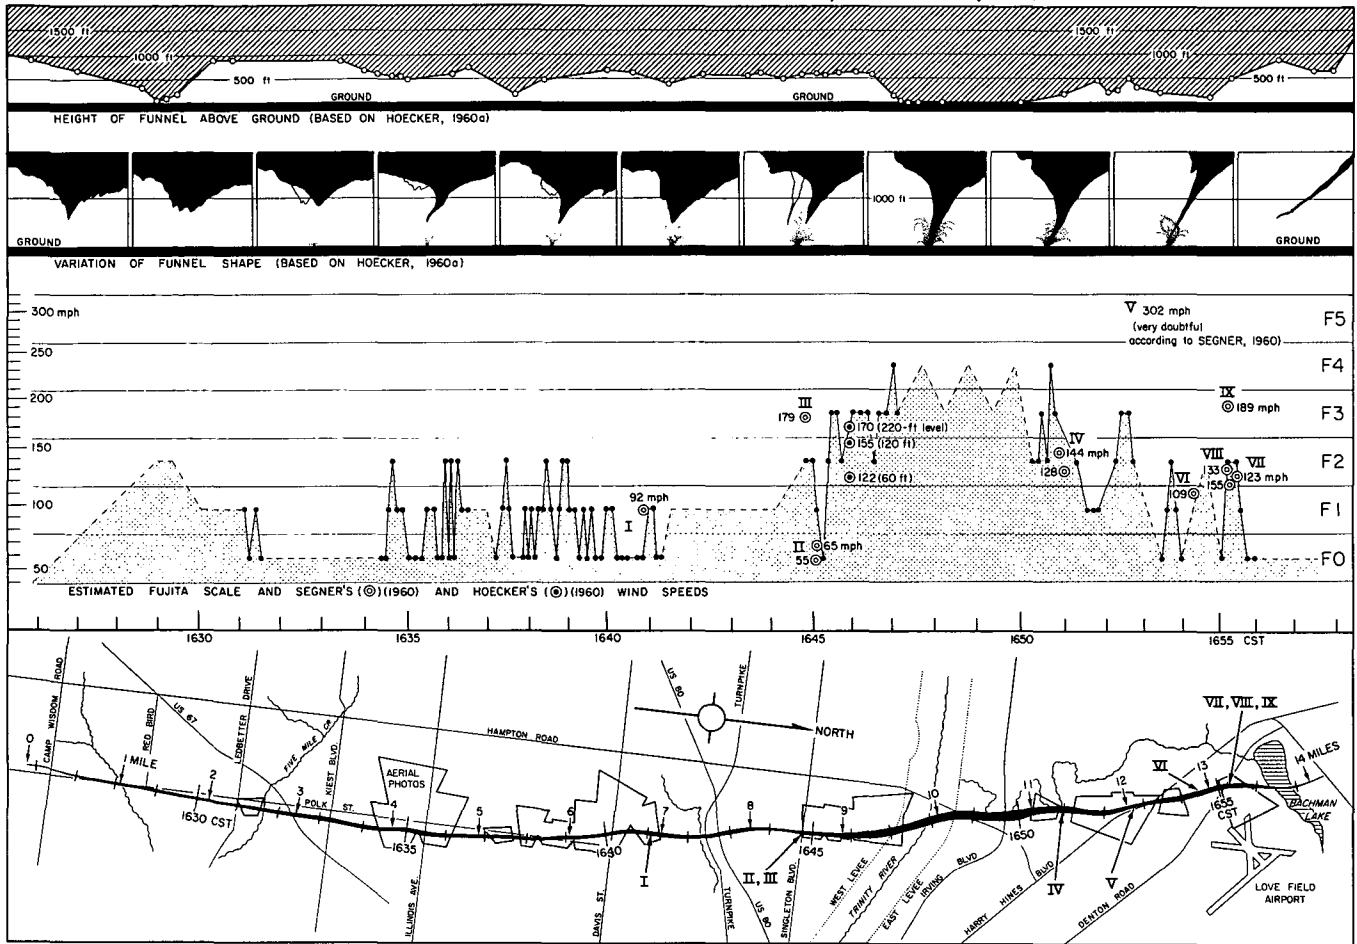 1500 ft
1000 ft
500 ft
GROUND
GROUND
1500 ft
1000 ft
500 ft
HEIGHT OF FUNNEL ABOVE GROUND (BASED ON HOECKER, 1960a)
1000 ft
GROUND
GROUND
VARIATION OF FUNNEL SHAPE (BASED ON HOECKER, 1960a)
300 mph
250
200
150
100
50
F5
F4
F3
F2
F1
F0
V 302 mph
(very doubtful
according to SEGNER, 1960)
IX
189 mph
III
179
170 (220-ft level)
155 (120 ft)
122 (60 ft)
IV
144 mph
128
VIII
133
155
VII
123 mph
VI
109
92 mph
I
II
65 mph
55
ESTIMATED FUJITA SCALE AND SEGNER'S (◎)(1960) AND HOECKER'S (◉)(1960) WIND SPEEDS
1630
1635
1640
1645
1650
1655 CST
0
CAMP WISDOM ROAD
1 MILE
RED BIRD
US 67
2
1630 CST
LEDBETTER DRIVE
FIVE MILE CR
3
KIEST BLVD.
POLK ST.
AERIAL
PHOTOS
4
1635
ILLINOIS AVE.
HAMPTON ROAD
5
6
1640
DAVIS ST.
I
7
US 80
TURNPIKE
NORTH
TURNPIKE
US 80
8
II, III
SINGLETON BLVD.
1645
9
WEST LEVEE
TRINITY RIVER
EAST LEVEE
IRVING BLVD
10
11
1650
HARRY HINES BLVD
IV
12
V
DENTON ROAD
VI
13
VII, VIII, IX
1655
CST
14 MILES
BACHMAN
LAKE
LOVE FIELD
AIRPORT